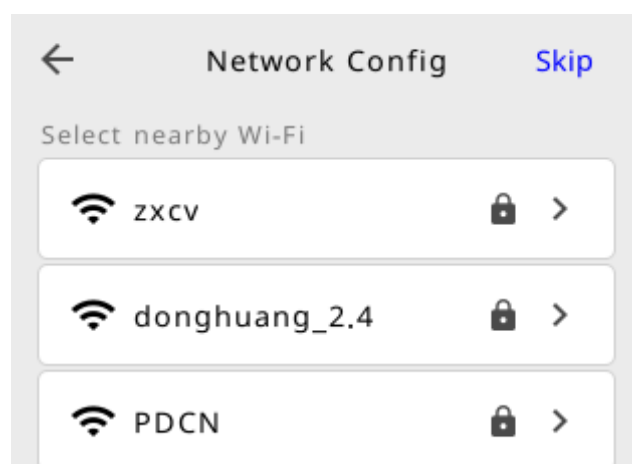 Network Config Skip
Select nearby Wi-Fi
zxcv
donghuang_2.4
PDCN